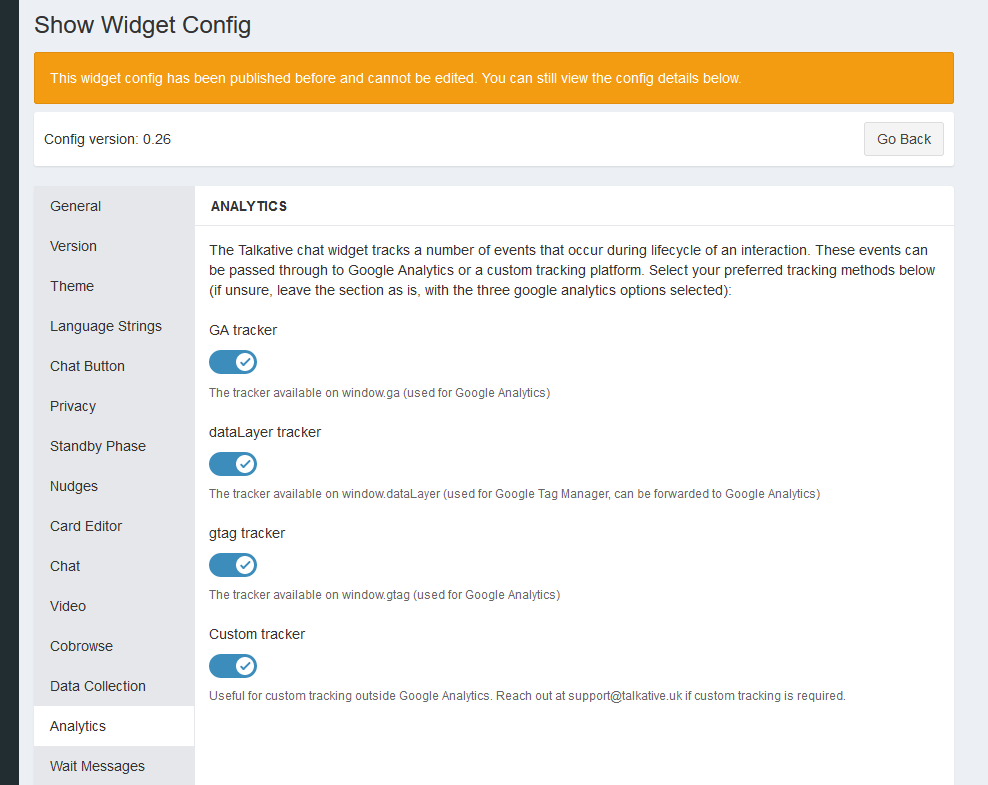 Show Widget Config
This widget config has been published before and cannot be edited. You can still view the config details below.
Config version: 0.26
Go Back
General
Version
Theme
Language Strings
Chat Button
Privacy
Standby Phase
Nudges
Card Editor
Chat
Video
Cobrowse
Data Collection
Analytics
Wait Messages
ANALYTICS
The Talkative chat widget tracks a number of events that occur during lifecycle of an interaction. These events can
be passed through to Google Analytics or a custom tracking platform. Select your preferred tracking methods below
(if unsure, leave the section as is, with the three google analytics options selected):
GA tracker
The tracker available on window.ga (used for Google Analytics)
dataLayer tracker
The tracker available on window.dataLayer (used for Google Tag Manager, can be forwarded to Google Analytics)
gtag tracker
The tracker available on window.gtag (used for Google Analytics)
Custom tracker
Useful for custom tracking outside Google Analytics. Reach out at support@talkative.uk if custom tracking is required.